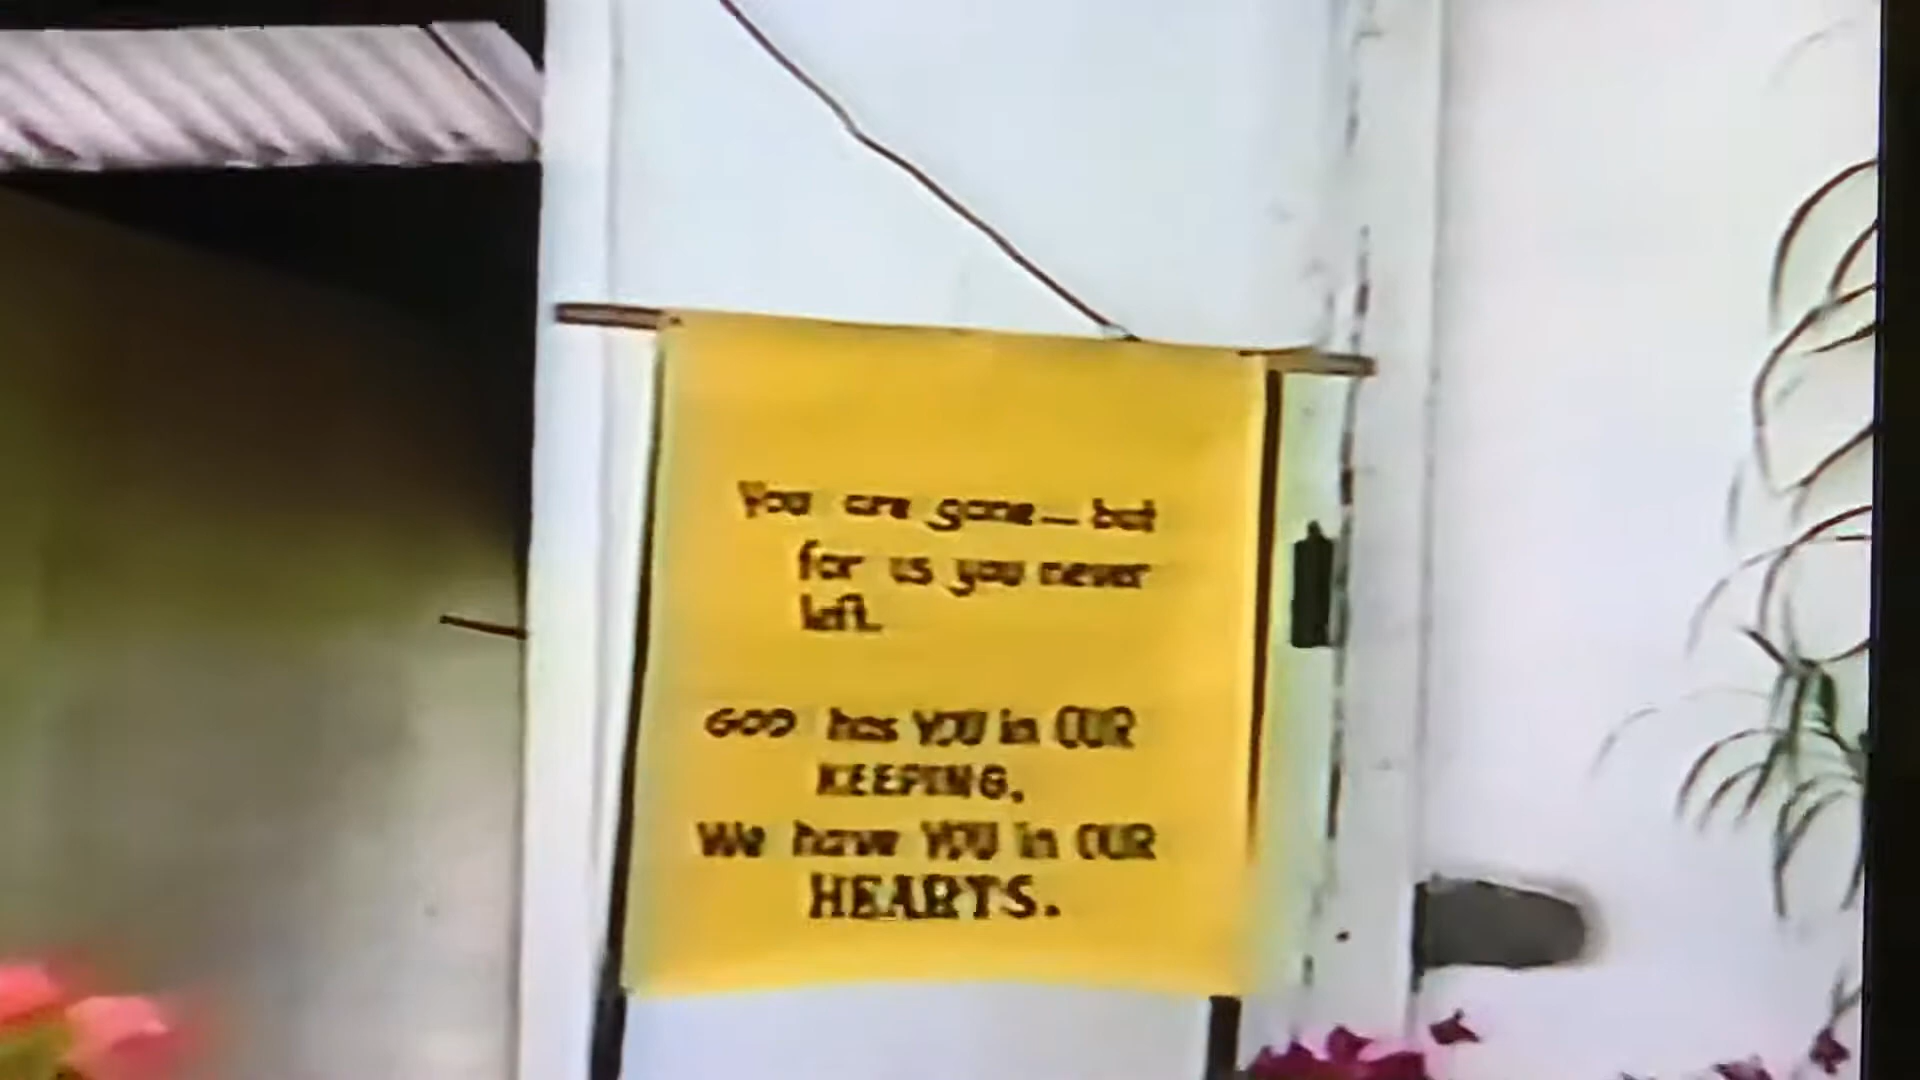 You are gone — but
for us you never
left.
GOD has YOU in OUR
KEEPING.
We have YOU in OUR
HEARTS.